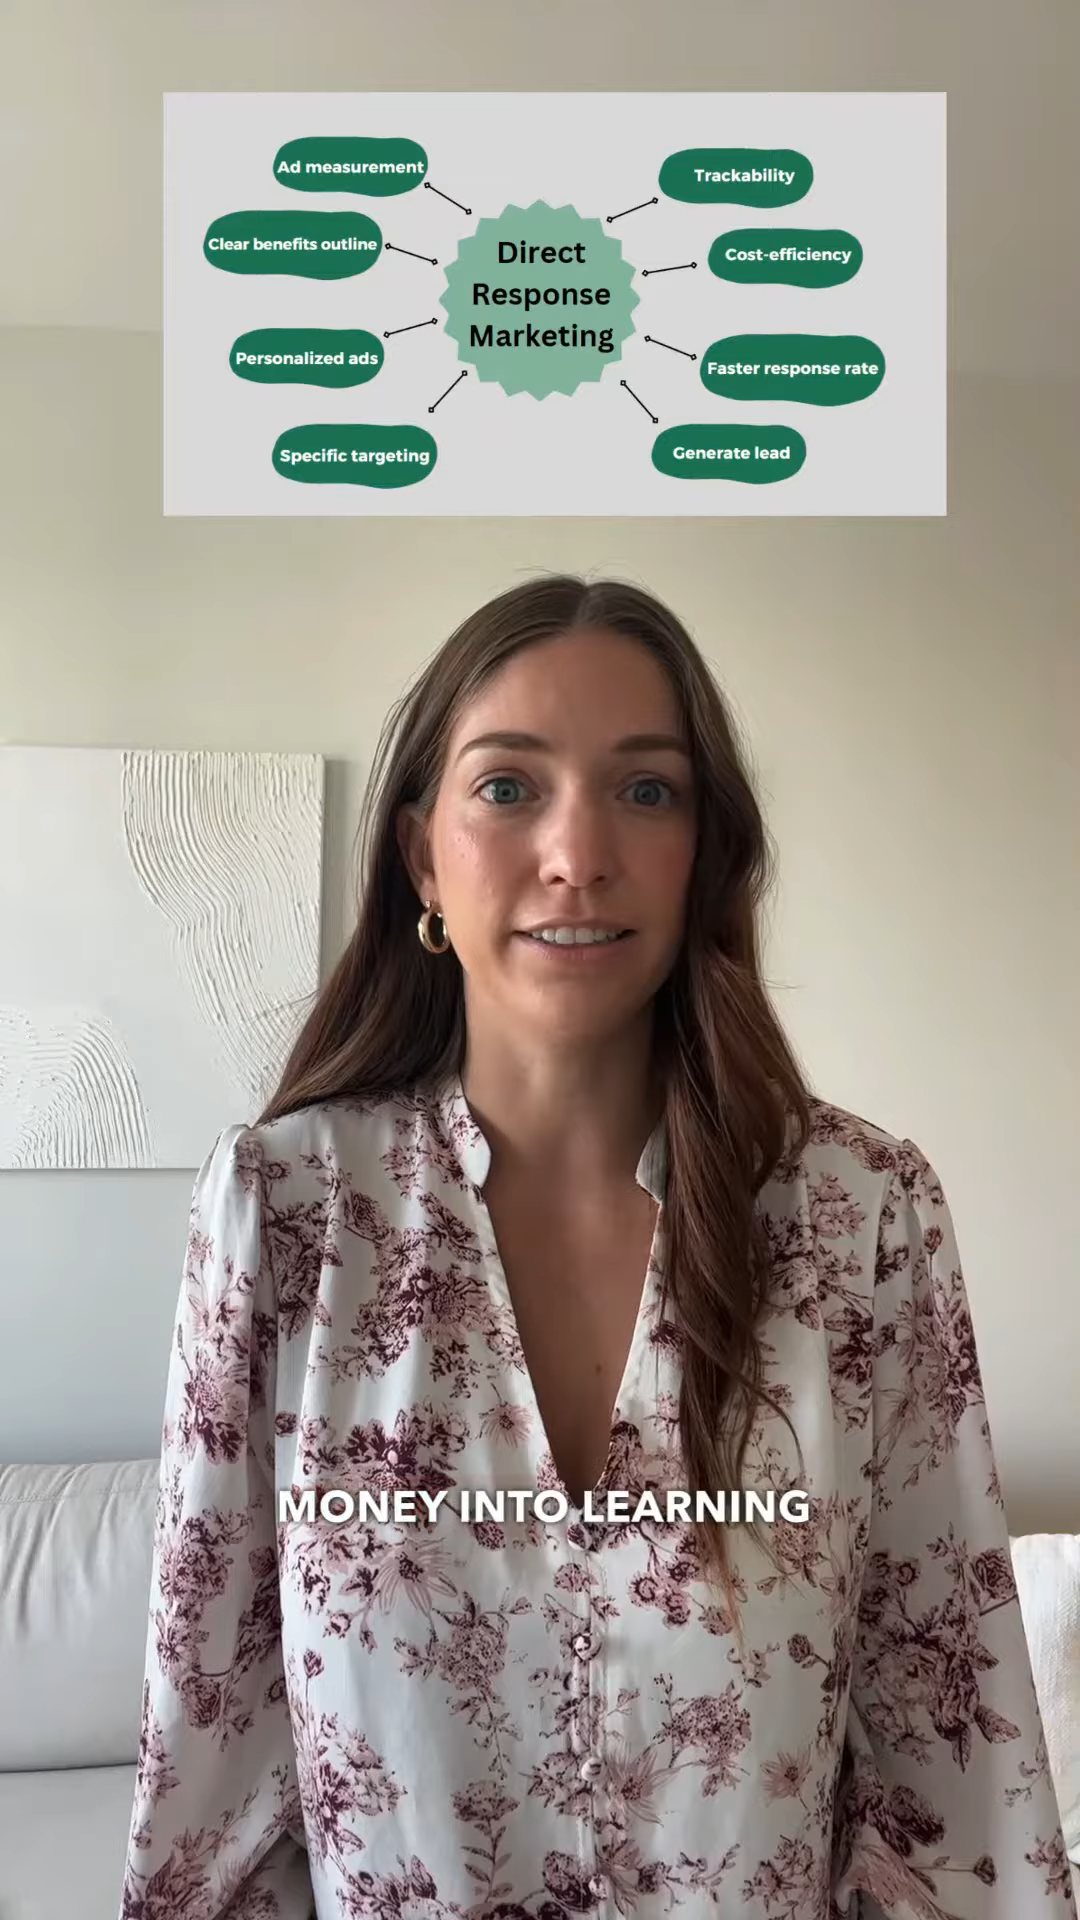 Ad measurement
Clear benefits outline
Personalized ads
Specific targeting
Direct
Response
Marketing
Trackability
Cost-efficiency
Faster response rate
Generate lead
MONEY INTO LEARNING